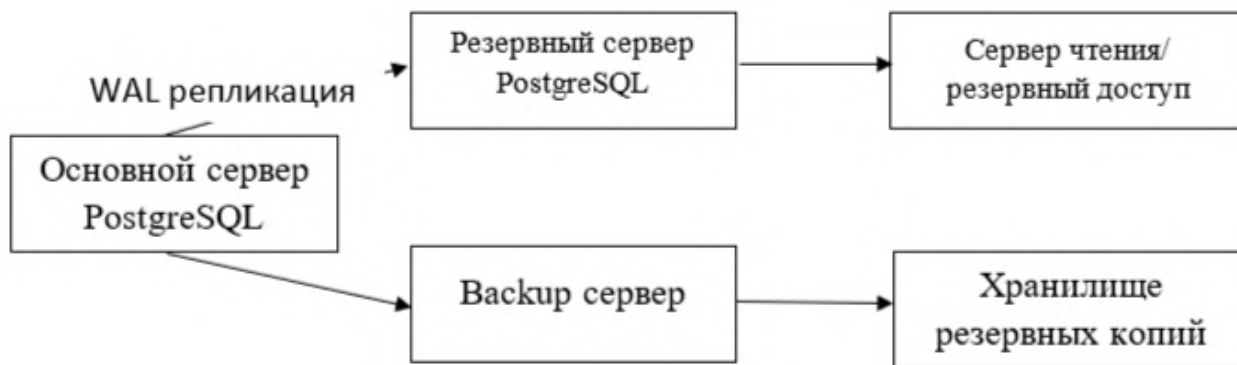 Резервный сервер
PostgreSQL
Сервер чтения/
резервный доступ
WAL репликация
Основной сервер
PostgreSQL
Backup сервер
Хранилище
резервных копий